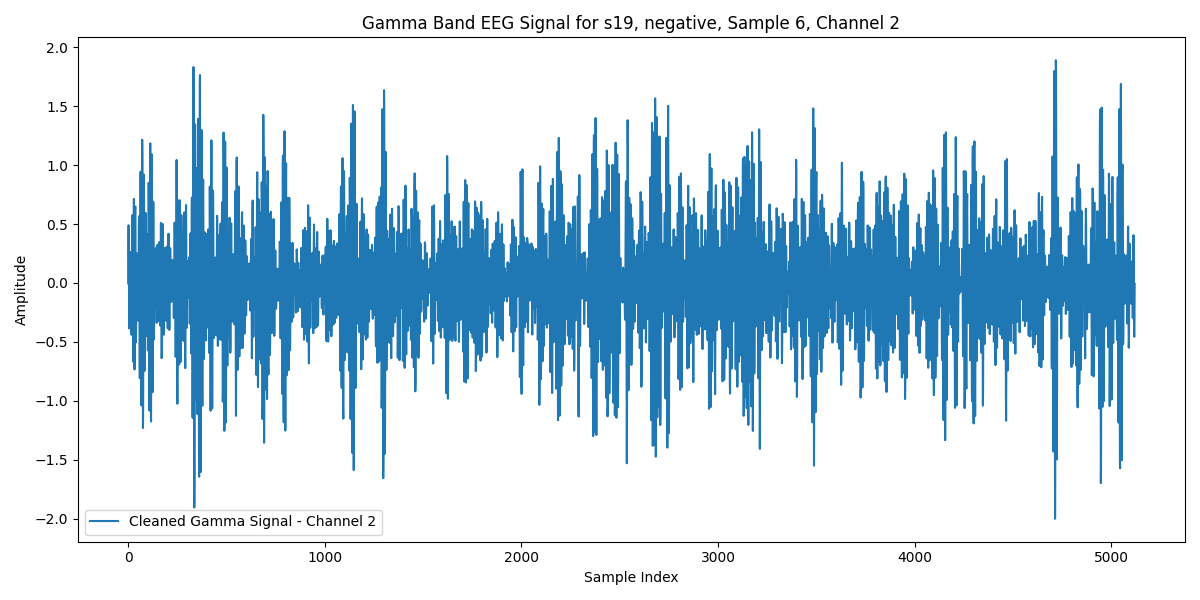 Gamma Band EEG Signal for s19, negative, Sample 6, Channel 2
2.0
1.5
1.0
0.5
0.0
−0.5
−1.0
−1.5
−2.0
Amplitude
Cleaned Gamma Signal - Channel 2
0 1000 2000 3000 4000 5000
Sample Index